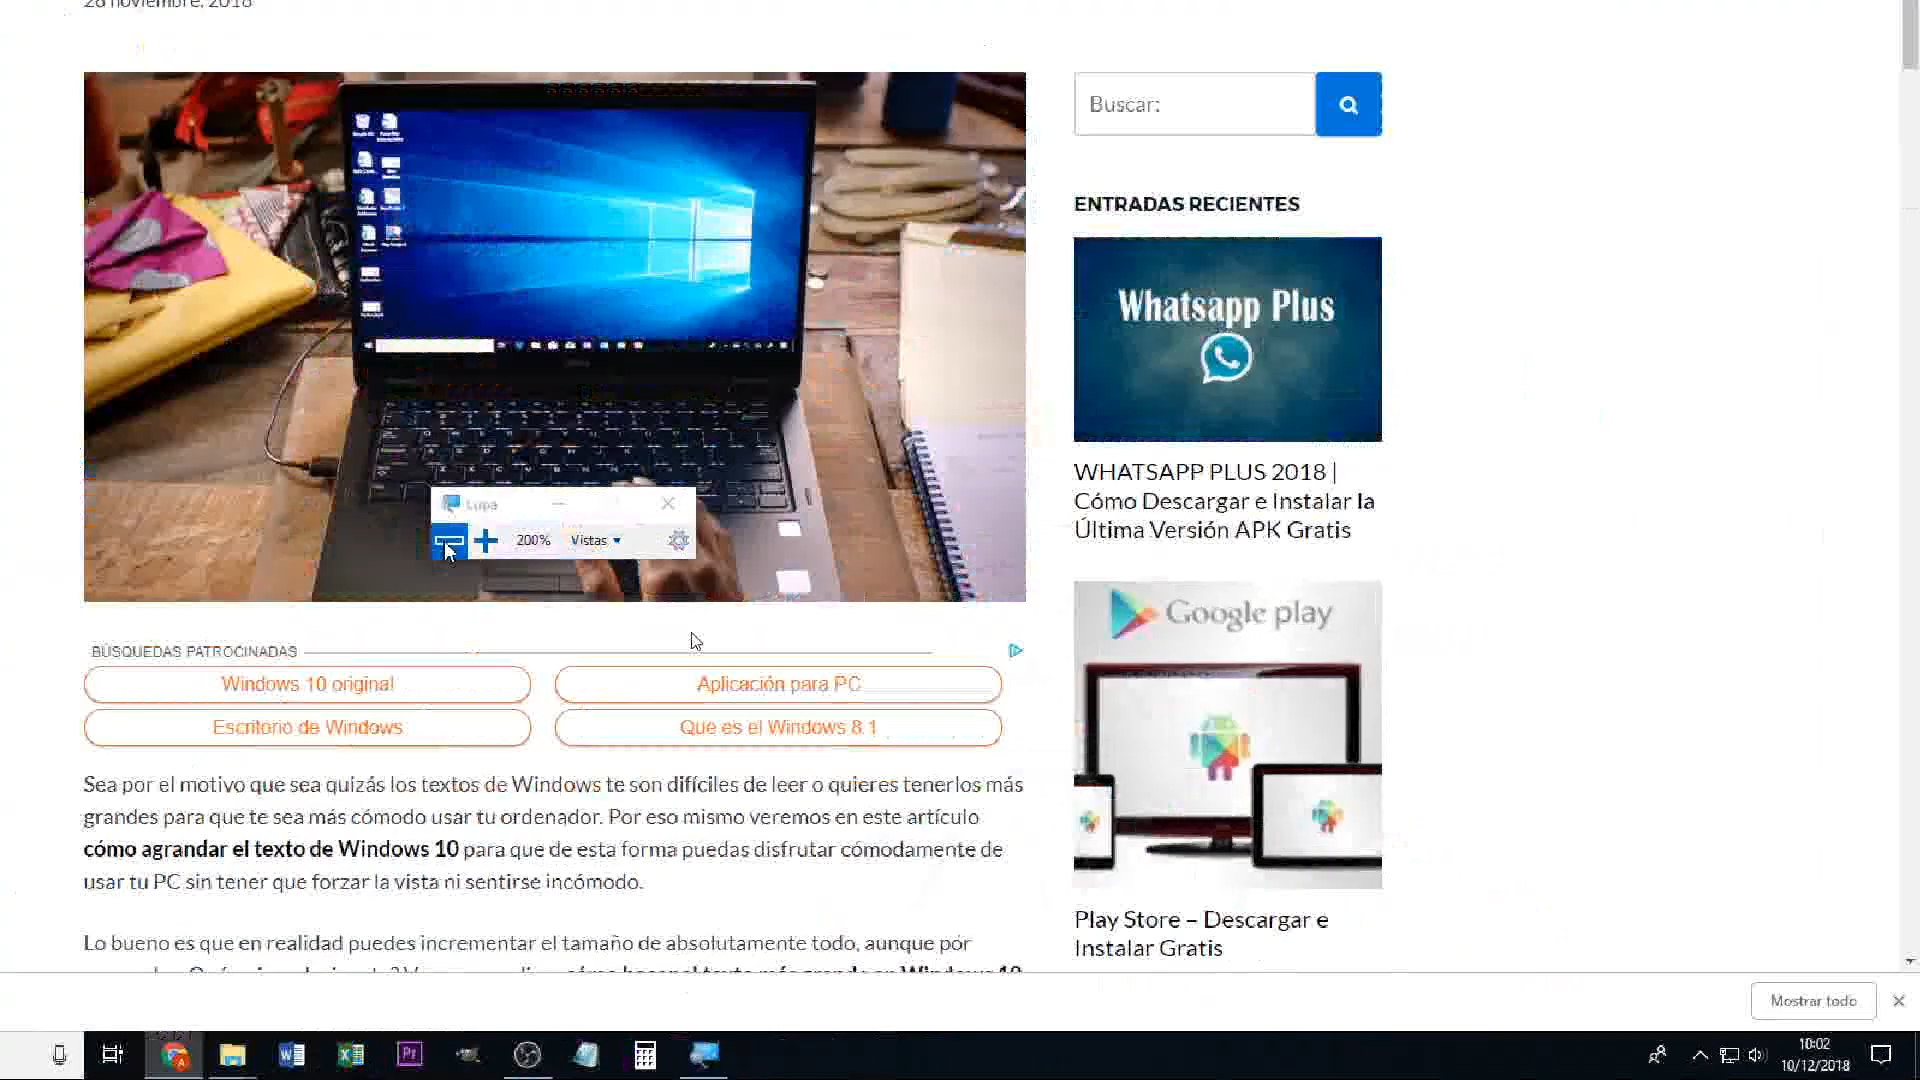 28 noviembre, 2018
Buscar:
ENTRADAS RECIENTES
Whatsapp Plus
WHATSAPP PLUS 2018 |
Cómo Descargar e Instalar la
Última Versión APK Gratis
Lupa
200% Vistas
Google play
BÚSQUEDAS PATROCINADAS
Windows 10 original
Aplicación para PC
Escritorio de Windows
Que es el Windows 8.1
Sea por el motivo que sea quizás los textos de Windows te son difíciles de leer o quieres tenerlos más
grandes para que te sea más cómodo usar tu ordenador. Por eso mismo veremos en este artículo
cómo agrandar el texto de Windows 10 para que de esta forma puedas disfrutar cómodamente de
usar tu PC sin tener que forzar la vista ni sentirse incómodo.
Lo bueno es que en realidad puedes incrementar el tamaño de absolutamente todo, aunque por
Play Store – Descargar e
Instalar Gratis
Mostrar todo
Pr
10:02
10/12/2018